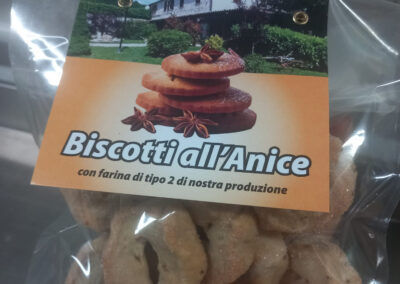 Biscotti all'Anice
con farina di tipo 2 di nostra produzione